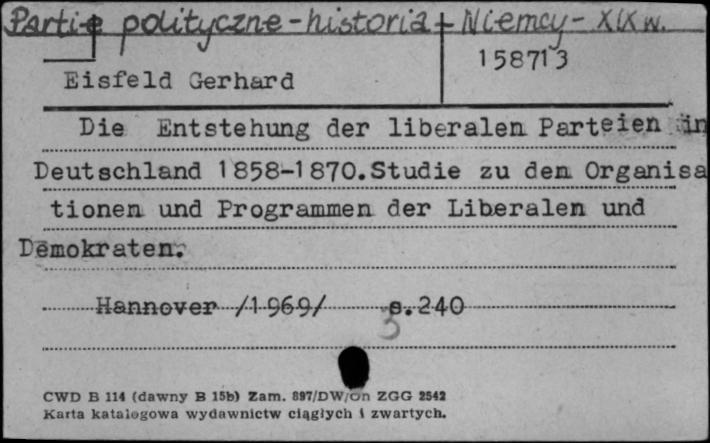 Partie polityczne - historia + Niemcy - XIX w.
158713
Eisfeld Gerhard
Die Entstehung der liberalen Parteien in
Deutschland 1858-1870.Studie zu den Organisa
tionen und Programmen der Liberalen und
Demokraten.
Hannover /1969/ s.240
3
CWD B 114 (dawny B 15b) Zam. 897/DW/on ZGG 2542
Karta katalogowa wydawnictw ciągłych i zwartych.